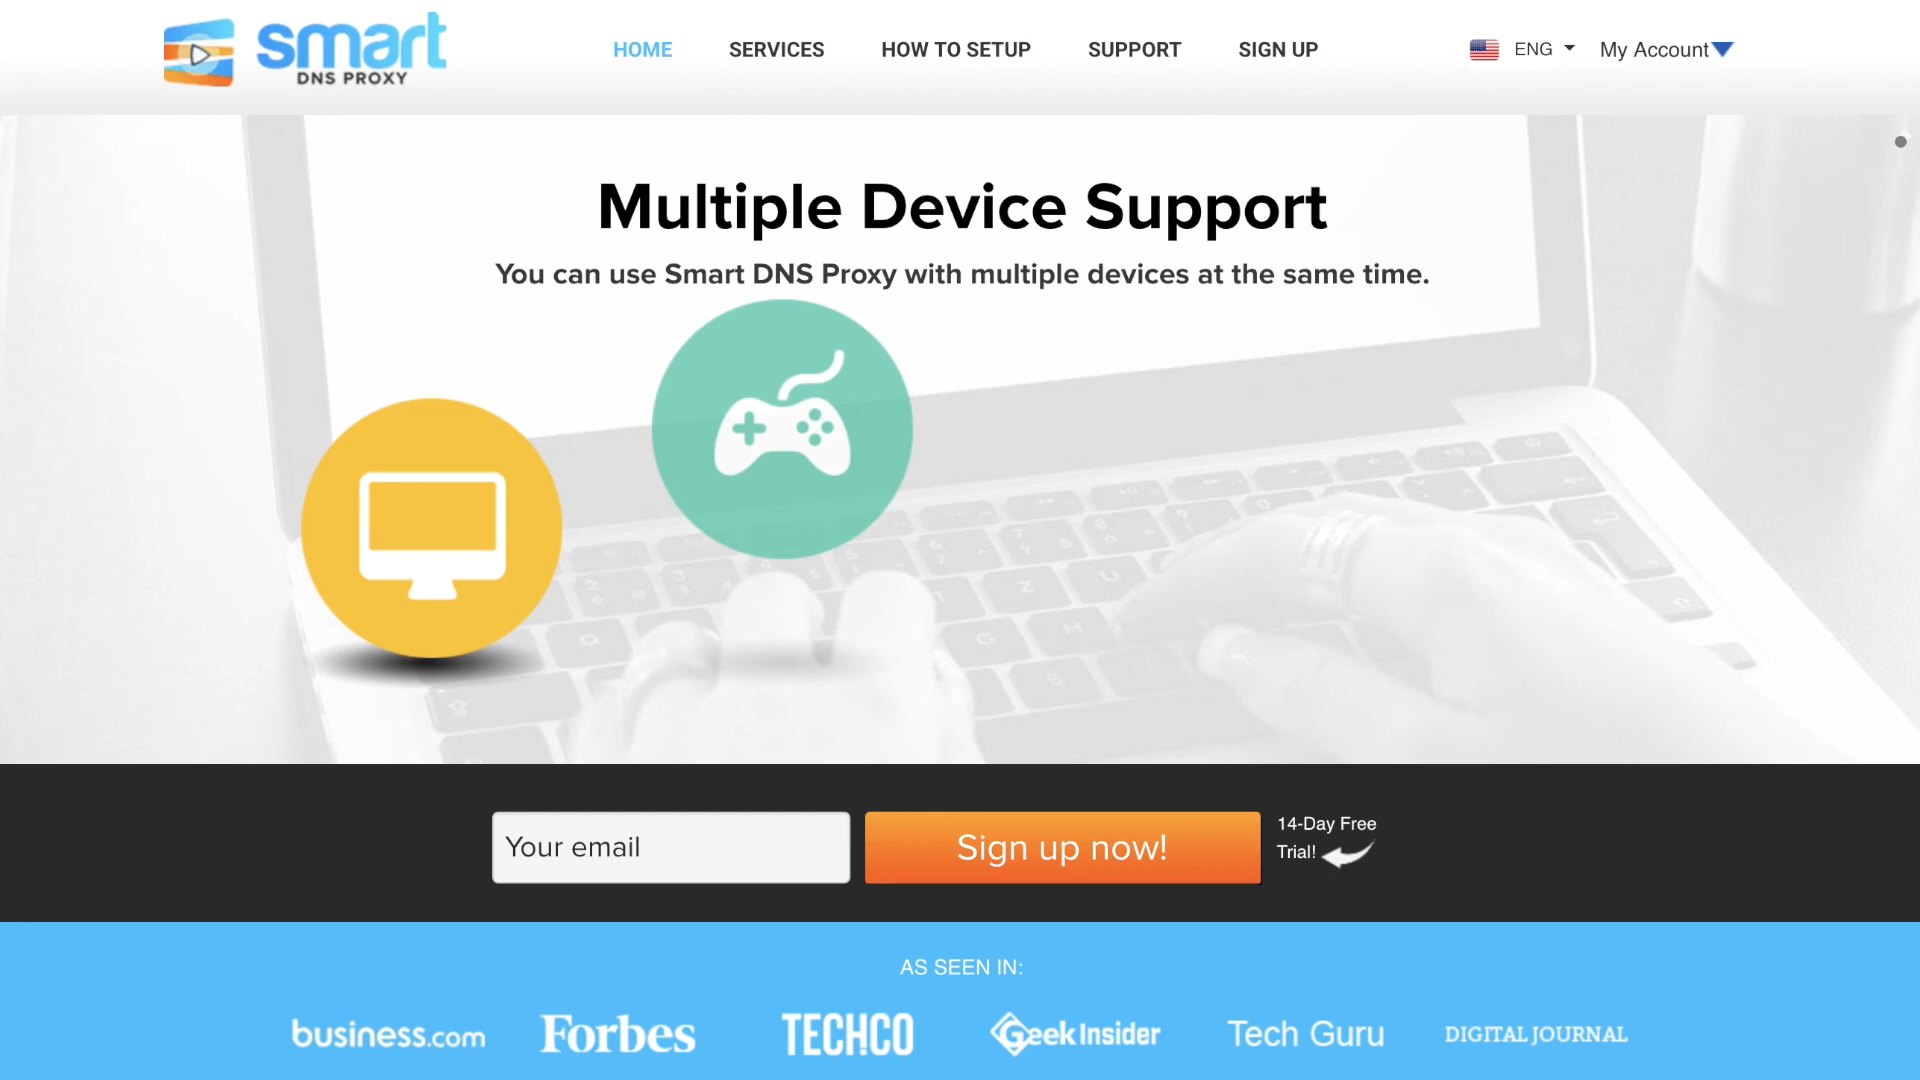 smart
DNS PROXY
HOME
SERVICES
HOW TO SETUP
SUPPORT
SIGN UP
ENG
My Account
Multiple Device Support
You can use Smart DNS Proxy with multiple devices at the same time.
Your email
Sign up now!
14-Day Free
Trial!
AS SEEN IN:
business.com
Forbes
TECHCO
Geek Insider
Tech Guru
DIGITAL JOURNAL